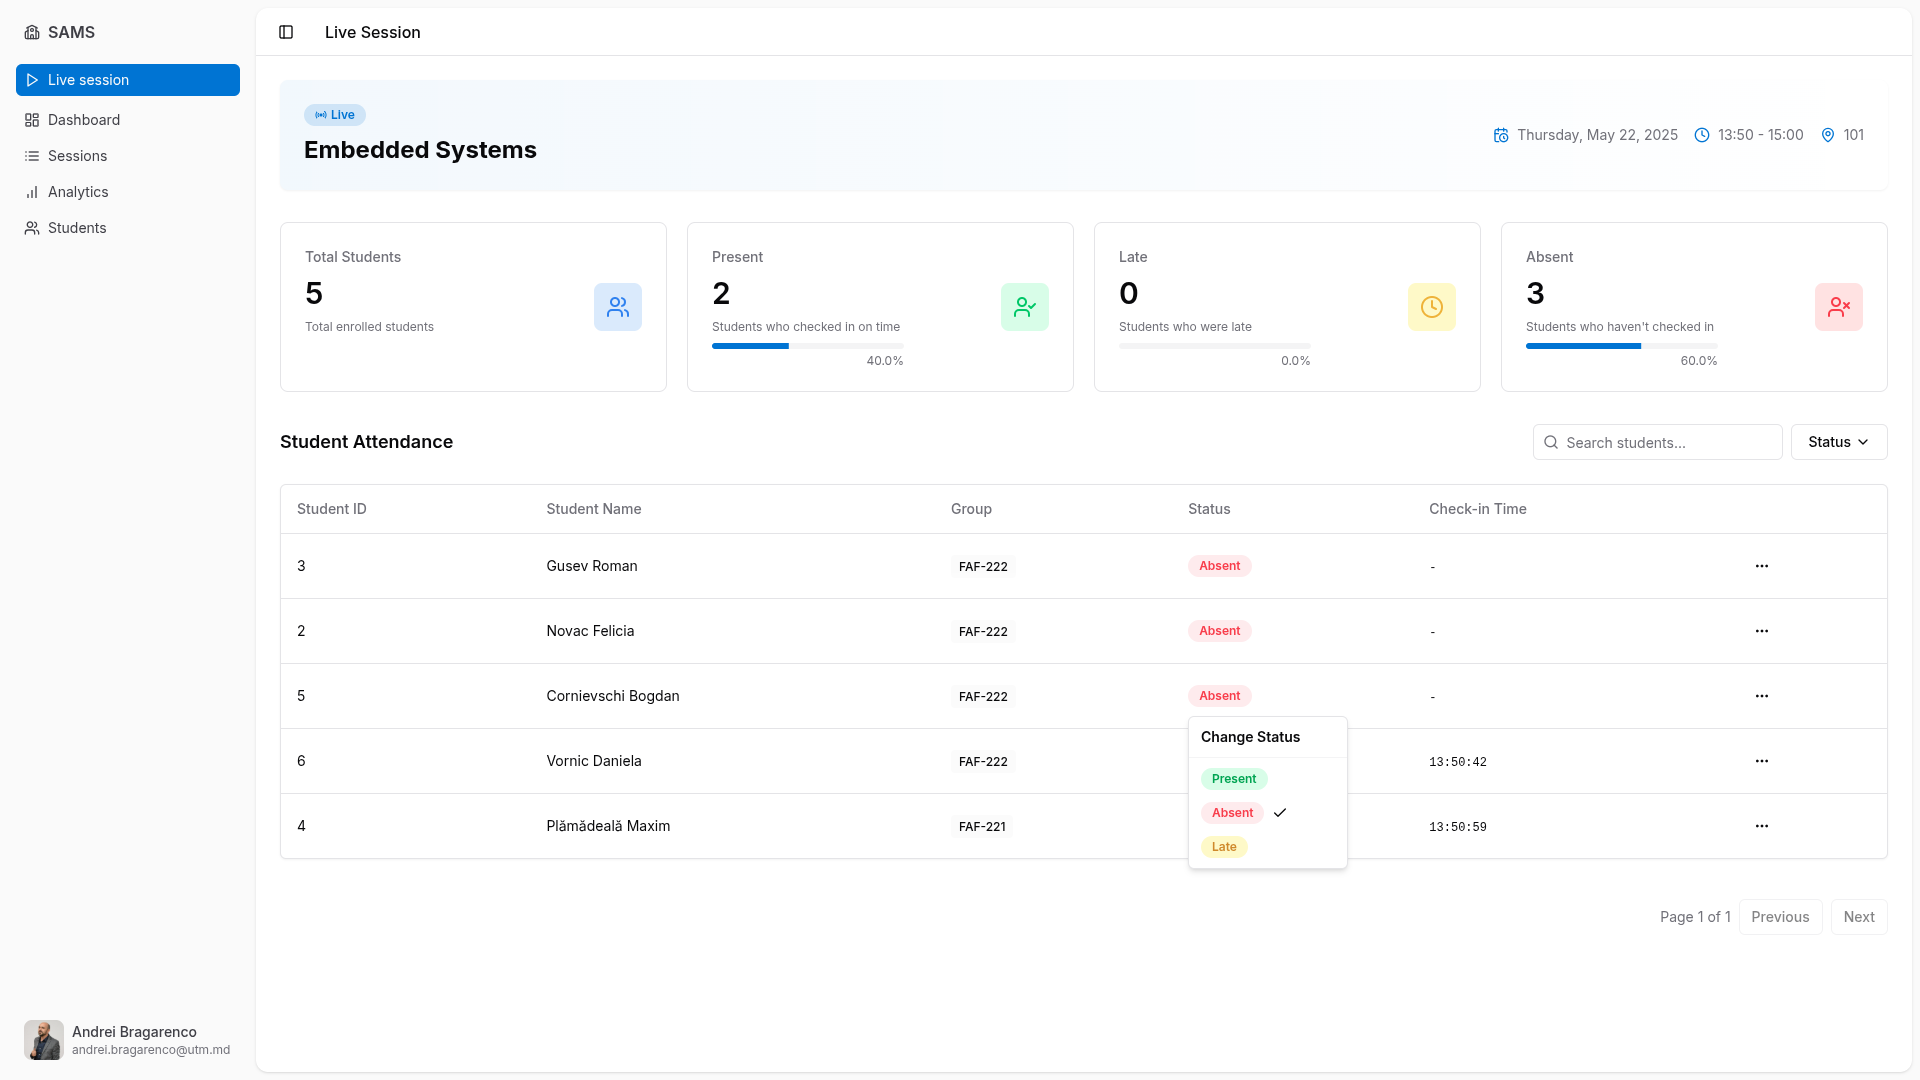 SAMS
Live session
Dashboard
Sessions
Analytics
Students
Andrei Bragarenco
andrei.bragarenco@utm.md
Live Session
Live
Embedded Systems
Thursday, May 22, 2025 13:50 - 15:00 101
Total Students
5
Total enrolled students
Present
2
Students who checked in on time
40.0%
Late
0
Students who were late
0.0%
Absent
3
Students who haven't checked in
60.0%
Student Attendance
Search students...
Status
Student ID Student Name Group Status Check-in Time
3 Gusev Roman FAF-222 Absent -
2 Novac Felicia FAF-222 Absent -
5 Cornievschi Bogdan FAF-222 Absent -
6 Vornic Daniela FAF-222 13:50:42
4 Plămădeală Maxim FAF-221 13:50:59
Change Status
Present
Absent
Late
Page 1 of 1 Previous Next